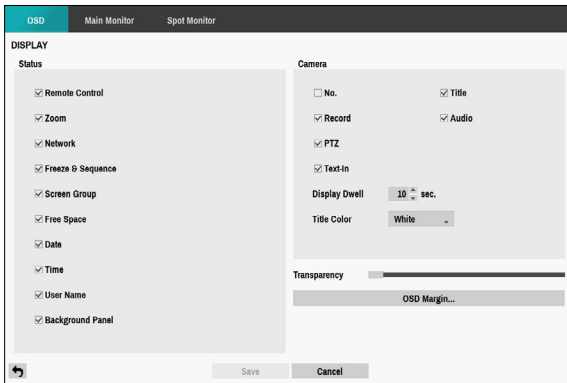 OSD Main Monitor Spot Monitor
DISPLAY
Status
Remote Control
Zoom
Network
Freeze & Sequence
Screen Group
Free Space
Date
Time
User Name
Background Panel
Camera
No. Title
Record Audio
PTZ
Text-In
Display Dwell 10 sec.
Title Color White
Transparency
OSD Margin...
Save Cancel